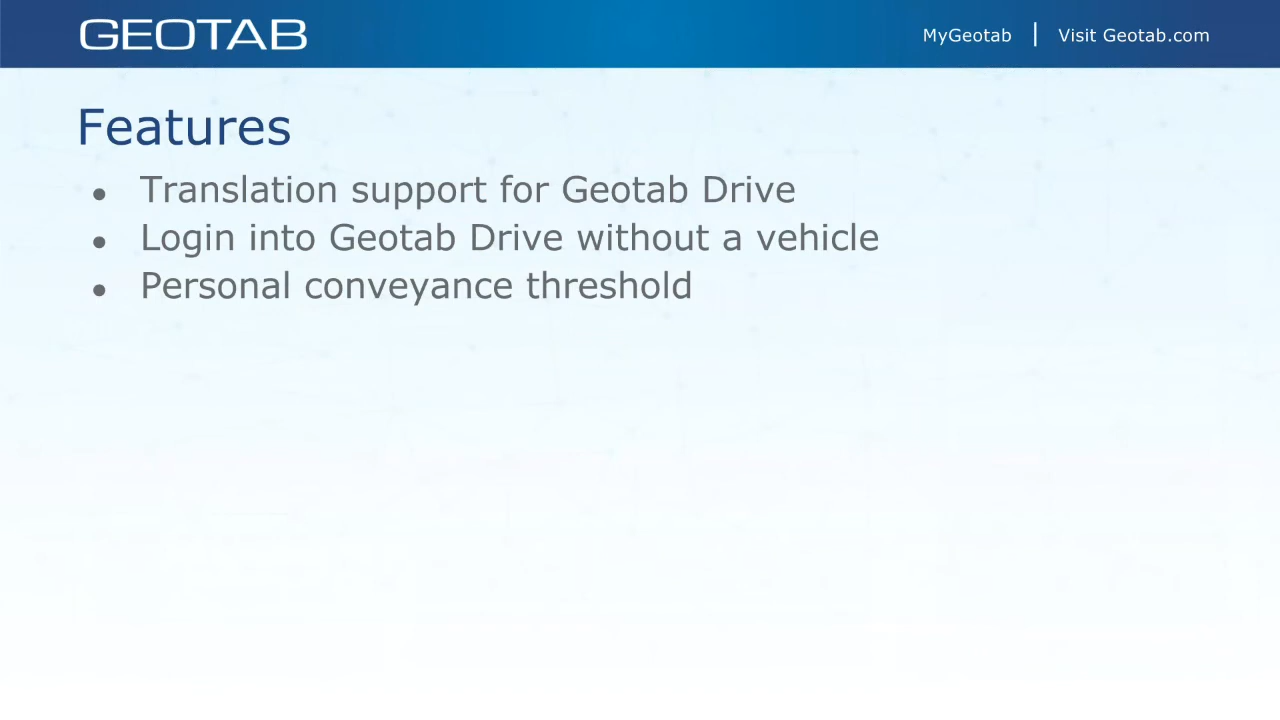 GEOTAB
MyGeotab | Visit Geotab.com
Features
● Translation support for Geotab Drive
● Login into Geotab Drive without a vehicle
● Personal conveyance threshold